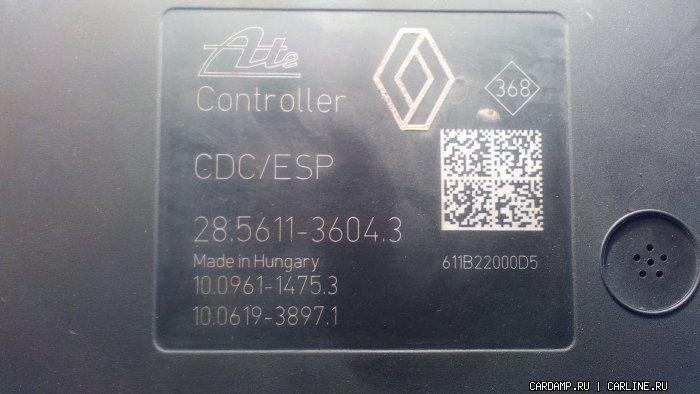 Ate
368
Controller
CDC/ESP
28.5611-3604.3
Made in Hungary
611B22000D5
10.0961-1475.3
10.0619-3897.1
CARDAMP.RU | CARLINE.RU